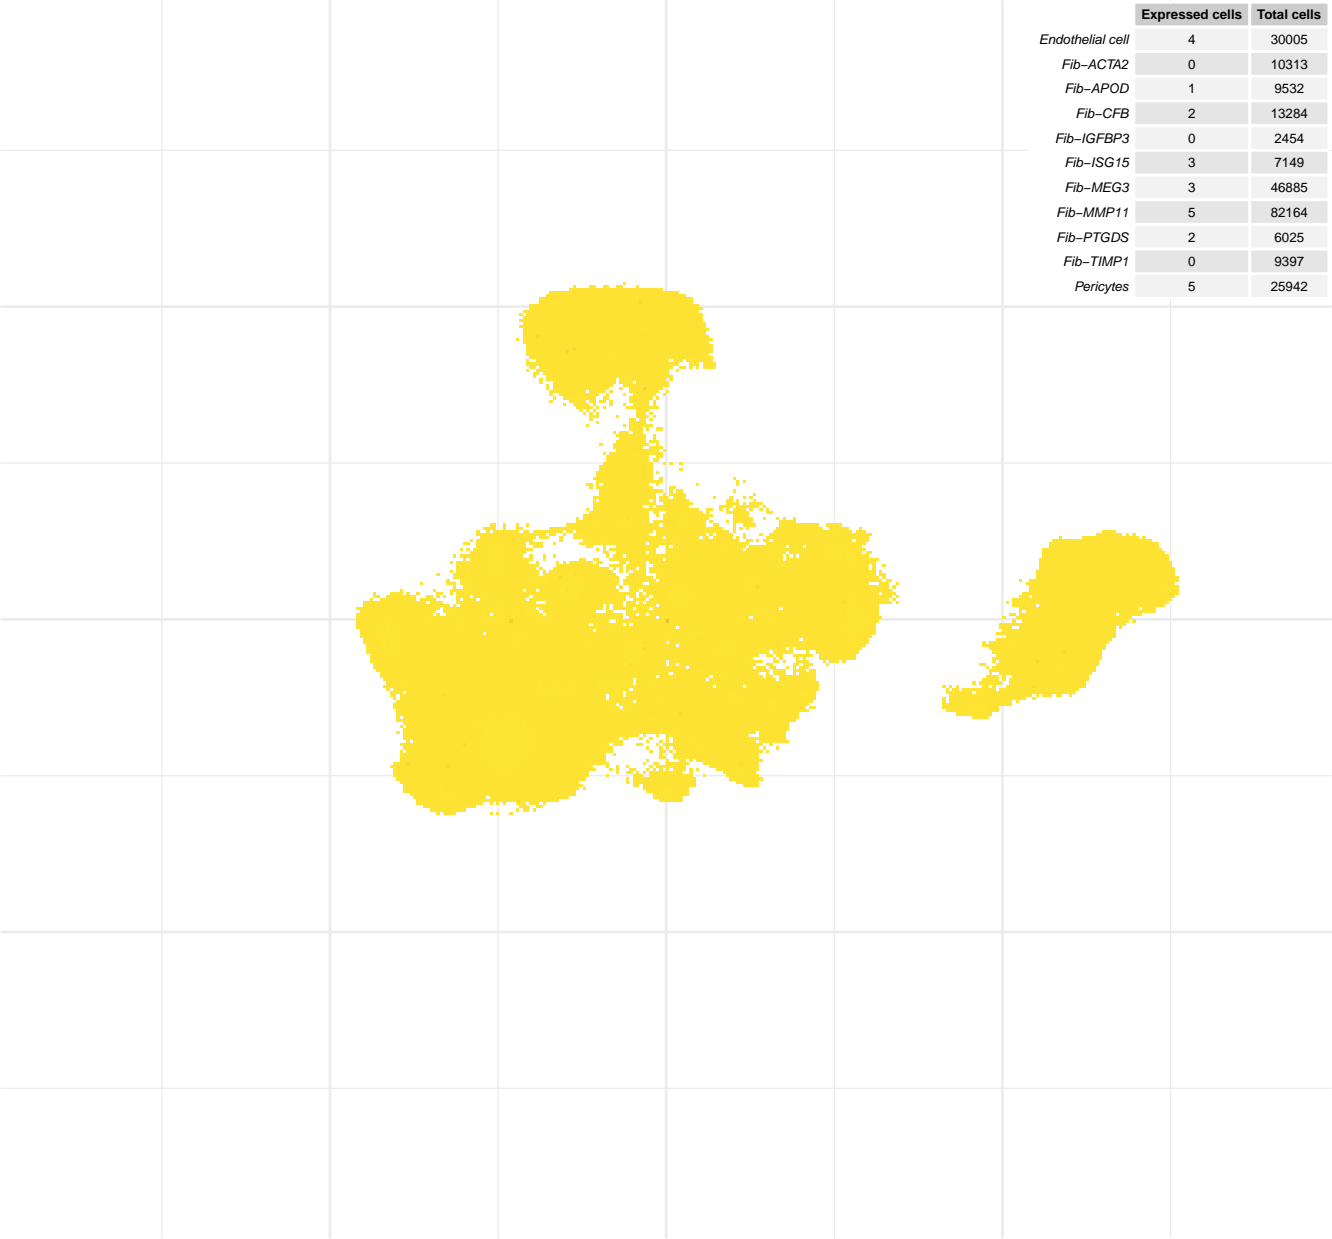 Expressed cells Total cells
Endothelial cell 4 30005
Fib−ACTA2 0 10313
Fib−APOD 1 9532
Fib−CFB 2 13284
Fib−IGFBP3 0 2454
Fib−ISG15 3 7149
Fib−MEG3 3 46885
Fib−MMP11 5 82164
Fib−PTGDS 2 6025
Fib−TIMP1 0 9397
Pericytes 5 25942